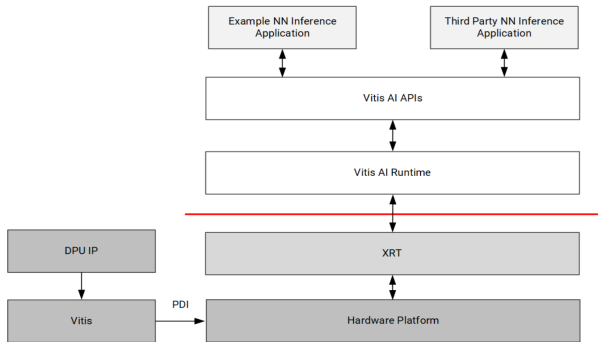 Example NN Inference
Application
Third Party NN Inference
Application
Vitis AI APIs
Vitis AI Runtime
DPU IP
XRT
PDI
Vitis
Hardware Platform